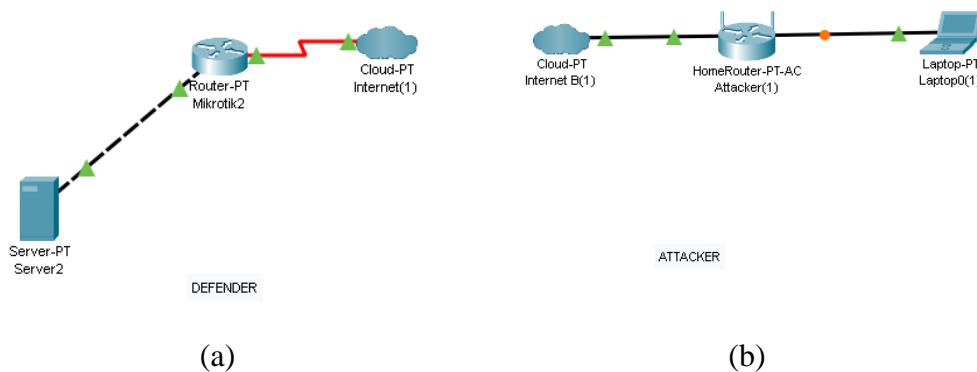 Router-PT
Mikrotik2
Cloud-PT
Internet(1)
Server-PT
Server2
DEFENDER
(a)
Cloud-PT
Internet B(1)
HomeRouter-PT-AC
Attacker(1)
Laptop-PT
Laptop0(1)
ATTACKER
(b)